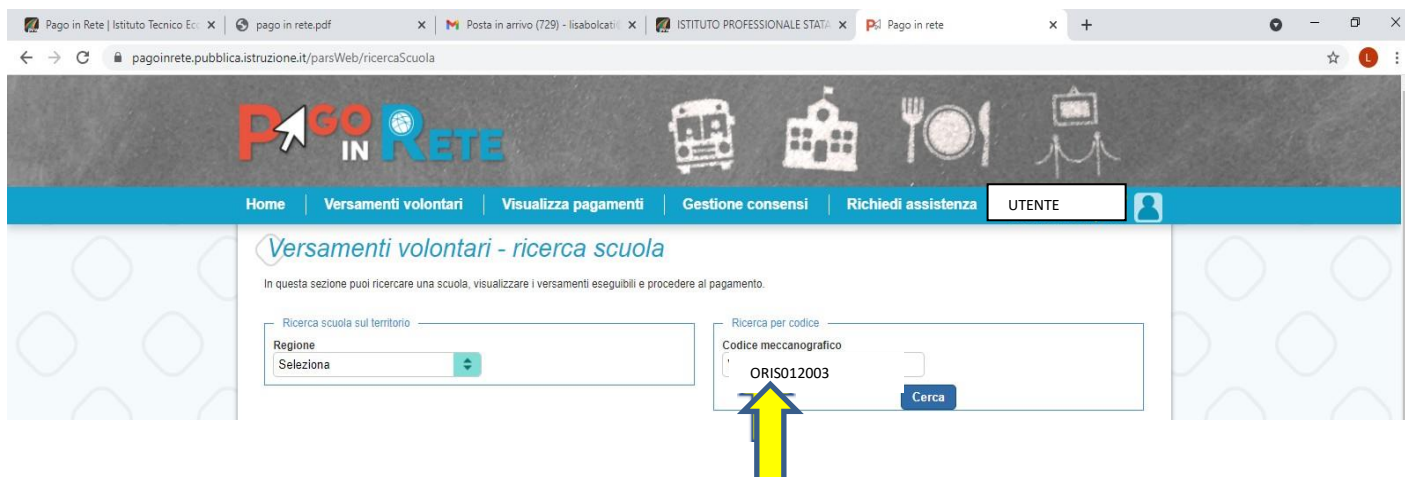 Pago in Rete | Istituto Tecnico Ec
pago in rete.pdf
Posta in arrivo (729) - lisabolcati
ISTITUTO PROFESSIONALE STATA
Pago in rete
pagoinrete.pubblica.istruzione.it/parsWeb/ricercaScuola
L
PAGO
IN RETE
Home
Versamenti volontari
Visualizza pagamenti
Gestione consensi
Richiedi assistenza
UTENTE
Versamenti volontari - ricerca scuola
In questa sezione puoi ricercare una scuola, visualizzare i versamenti eseguibili e procedere al pagamento.
Ricerca scuola sul territorio
Regione
Seleziona
Ricerca per codice
Codice meccanografico
ORIS012003
Cerca